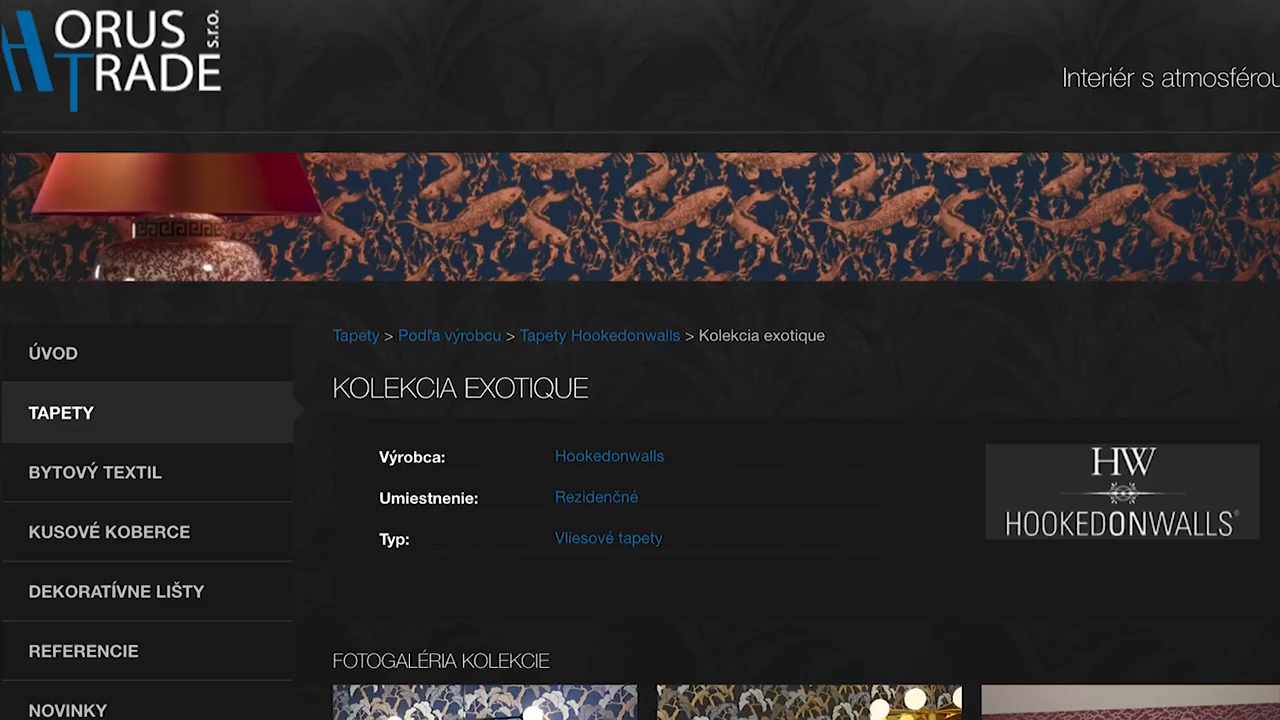 HORUS
TRADE s.r.o.
Interiér s atmosférou
ÚVOD
TAPETY
BYTOVÝ TEXTIL
KUSOVÉ KOBERCE
DEKORATÍVNE LIŠTY
REFERENCIE
NOVINKY
Tapety > Podľa výrobcu > Tapety Hookedonwalls > Kolekcia exotique
KOLEKCIA EXOTIQUE
Výrobca: Hookedonwalls
Umiestnenie: Rezidenčné
Typ: Vliesové tapety
HW
HOOKEDONWALLS®
FOTOGALÉRIA KOLEKCIE